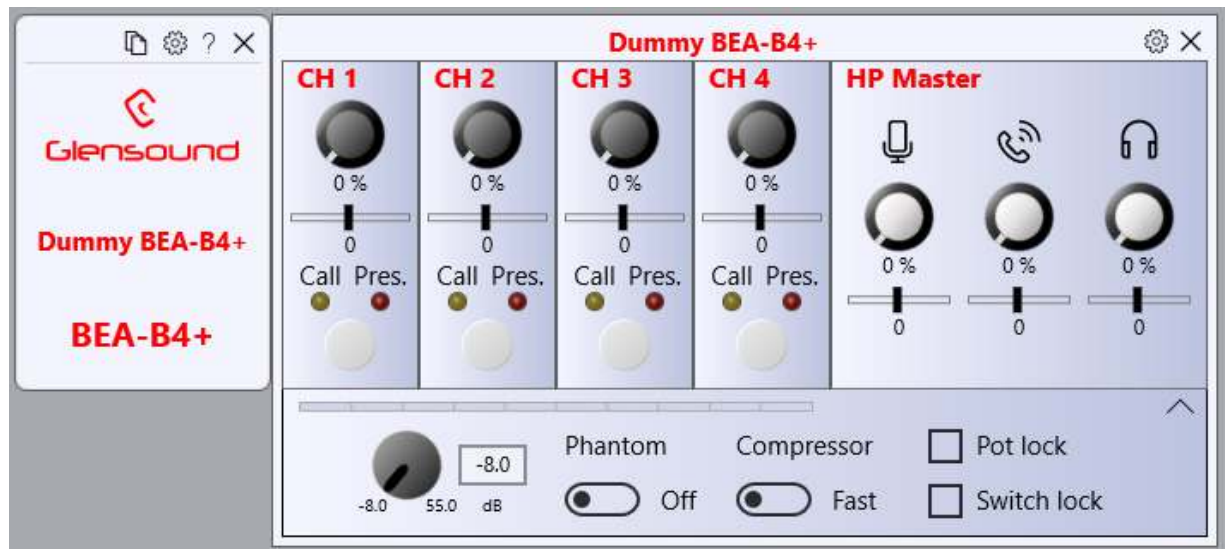 ?
Glensound
Dummy BEA-B4+
BEA-B4+
Dummy BEA-B4+
CH 1 CH 2 CH 3 CH 4 HP Master
0 % 0 % 0 % 0 %
0 0 0 0
0 % 0 % 0 %
0 0 0
Call Pres. Call Pres. Call Pres. Call Pres.
Phantom Compressor Pot lock
-8.0
-8.0 55.0 dB Off Fast Switch lock